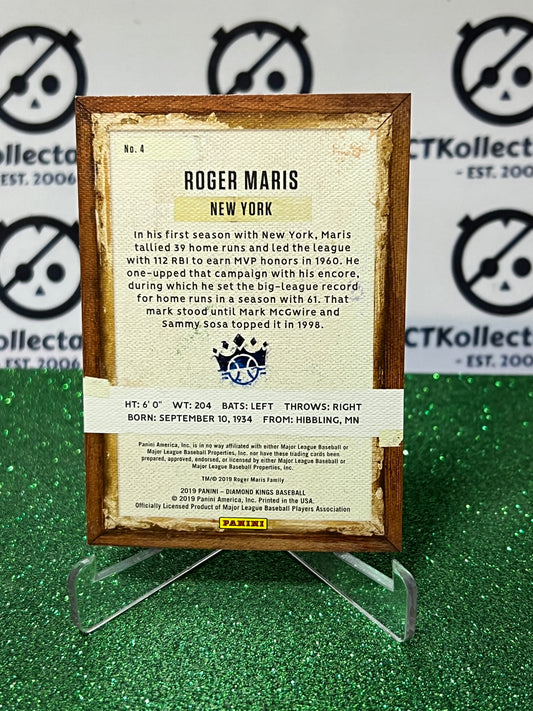 CTKollecta
- EST. 2006
Kollecta
EST. 2006
No. 4
ROGER MARIS
NEW YORK
In his first season with New York, Maris
tallied 39 home runs and led the league
with 112 RBI to earn MVP honors in 1960. He
one-upped that campaign with his encore,
during which he set the big-league record
for home runs in a season with 61. That
mark stood until Mark McGwire and
Sammy Sosa topped it in 1998.
Kollecta
EST. 2006
CTKollecta
- EST. 2006
HT: 6' 0" WT: 204 BATS: LEFT THROWS: RIGHT
BORN: SEPTEMBER 10, 1934 FROM: HIBBLING, MN
Panini America, Inc. is in no way affiliated with either Major League Baseball or
Major League Baseball Properties, Inc. nor have these trading cards been
prepared, approved, endorsed, or licensed by either Major League Baseball or
Major League Baseball Properties, Inc.
TM/© 2019 Roger Maris Family
2019 PANINI – DIAMOND KINGS BASEBALL
© 2019 Panini America, Inc. Printed in the USA.
Officially Licensed Product of Major League Baseball Players Association
PANINI